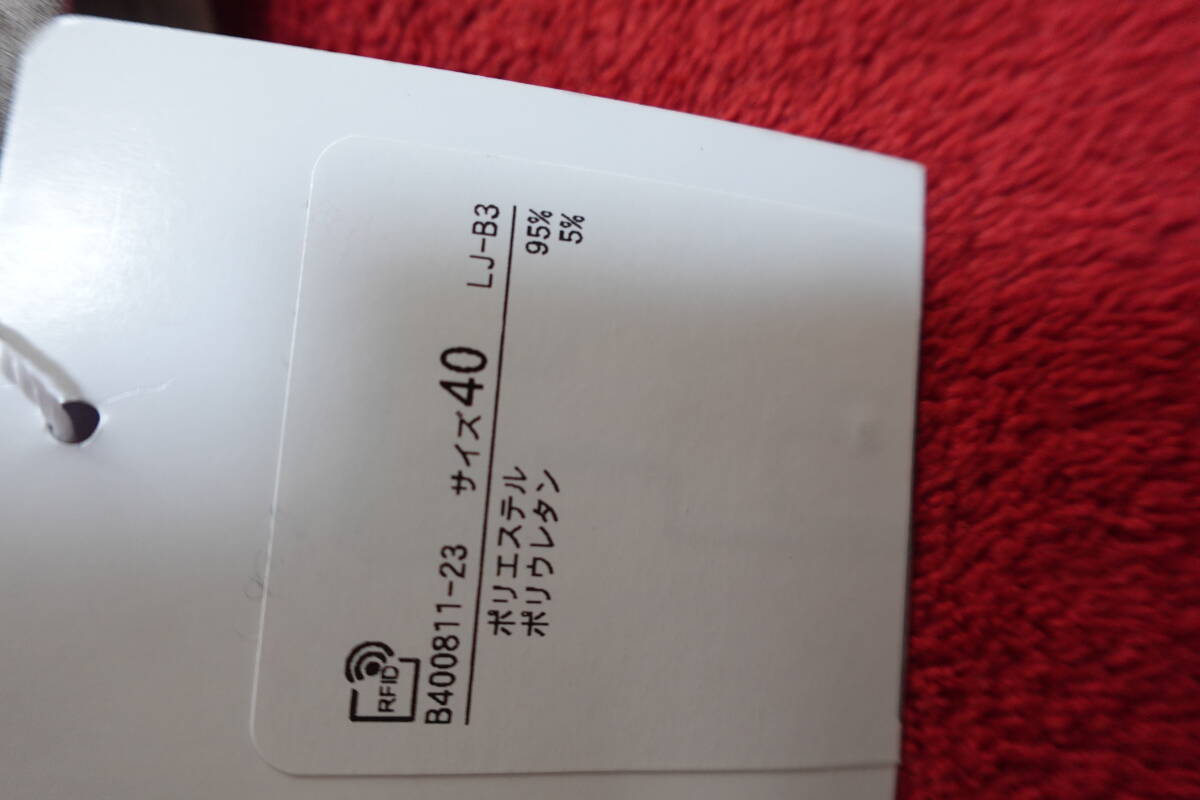 RFID
B400811-23 サイズ40 LJ-B3
ポリエステル 95%
ポリウレタン 5%